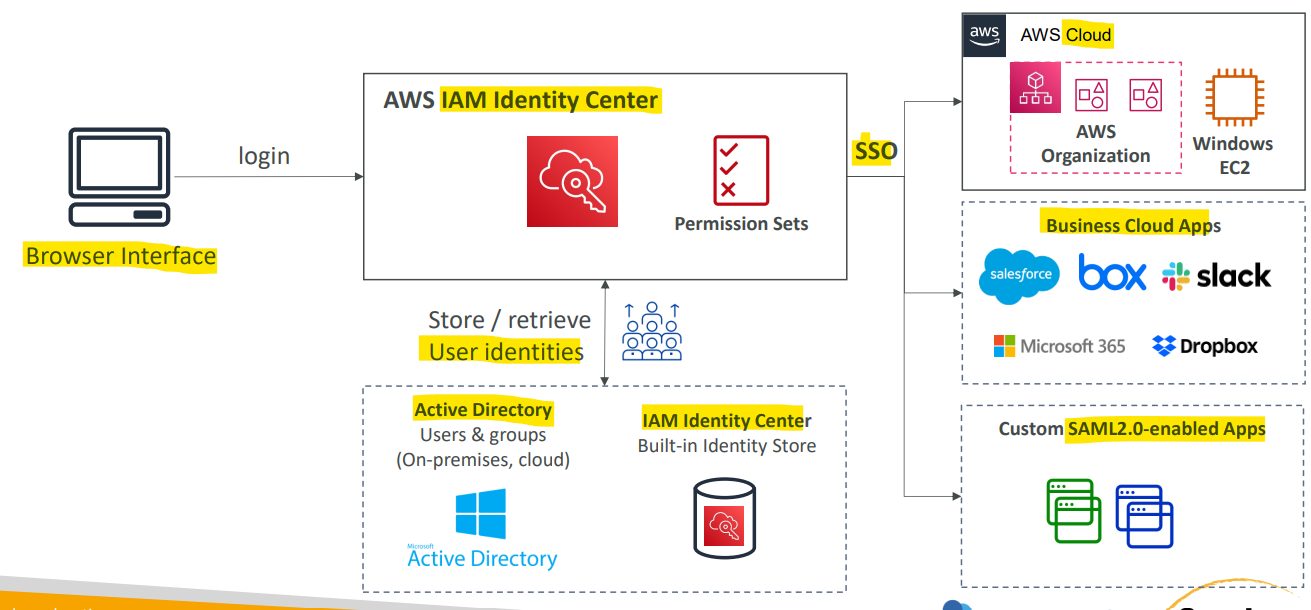 aws
AWS Cloud
AWS
Organization
Windows
EC2
AWS IAM Identity Center
Permission Sets
login
Browser Interface
SSO
Business Cloud Apps
salesforce
box
slack
Microsoft 365
Dropbox
Store / retrieve
User identities
Active Directory
Users & groups
(On-premises, cloud)
Microsoft
Active Directory
IAM Identity Center
Built-in Identity Store
Custom SAML2.0-enabled Apps